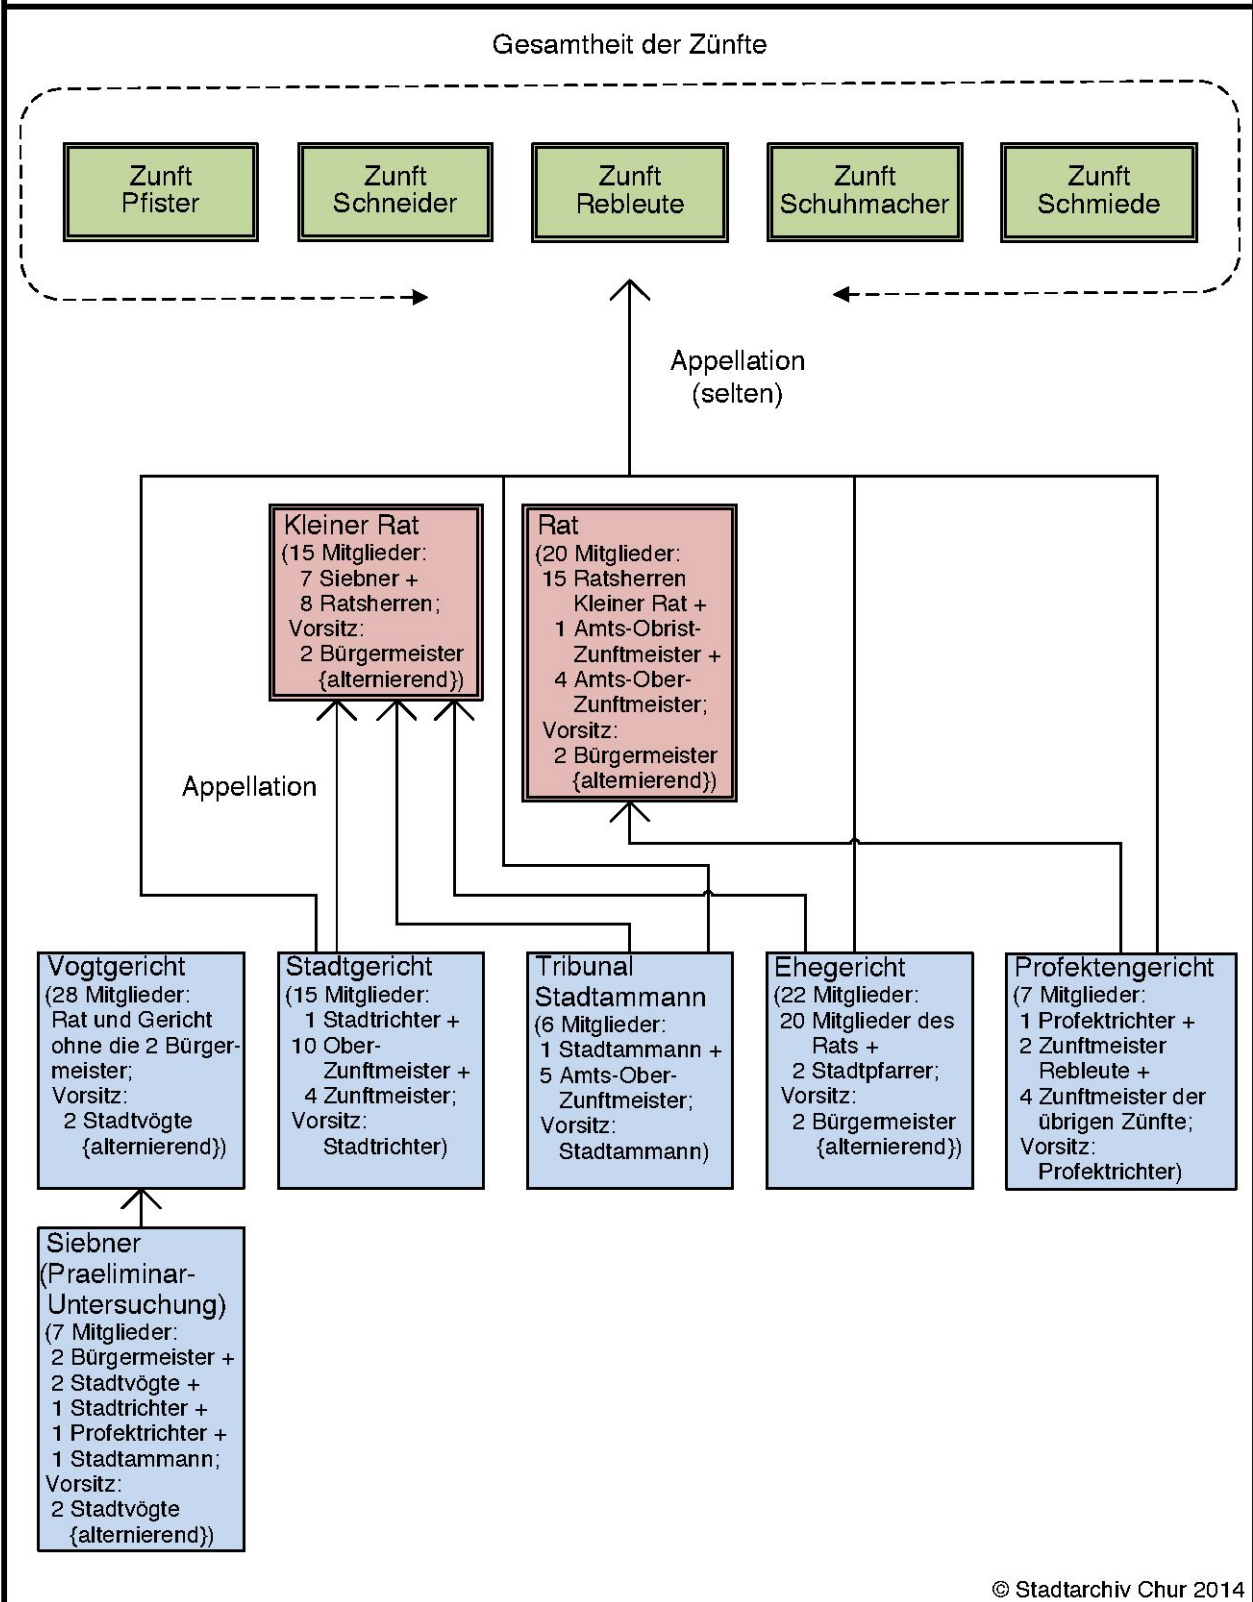 Gesamtheit der Zünfte
Zunft
Pfister
Zunft
Schneider
Zunft
Rebleute
Zunft
Schuhmacher
Zunft
Schmiede
Appellation
(selten)
Kleiner Rat
(15 Mitglieder:
7 Siebner +
8 Ratsherren;
Vorsitz:
2 Bürgermeister
{alternierend})
Rat
(20 Mitglieder:
15 Ratsherren
Kleiner Rat +
1 Amts-Obrist-
Zunftmeister +
4 Amts-Ober-
Zunftmeister;
Vorsitz:
2 Bürgermeister
{alternierend})
Appellation
Vogtgericht
(28 Mitglieder:
Rat und Gericht
ohne die 2 Bürger-
meister;
Vorsitz:
2 Stadtvögte
{alternierend})
Stadtgericht
(15 Mitglieder:
1 Stadtrichter +
10 Ober-
Zunftmeister +
4 Zunftmeister;
Vorsitz:
Stadtrichter)
Tribunal
Stadtammann
(6 Mitglieder:
1 Stadtammann +
5 Amts-Ober-
Zunftmeister;
Vorsitz:
Stadtammann)
Ehegericht
(22 Mitglieder:
20 Mitglieder des
Rats +
2 Stadtpfarrer;
Vorsitz:
2 Bürgermeister
{alternierend})
Profektengericht
(7 Mitglieder:
1 Profektrichter +
2 Zunftmeister
Rebleute +
4 Zunftmeister der
übrigen Zünfte;
Vorsitz:
Profektrichter)
Siebner
(Praeliminar-
Untersuchung)
(7 Mitglieder:
2 Bürgermeister +
2 Stadtvögte +
1 Stadtrichter +
1 Profektrichter +
1 Stadtammann;
Vorsitz:
2 Stadtvögte
{alternierend})
© Stadtarchiv Chur 2014